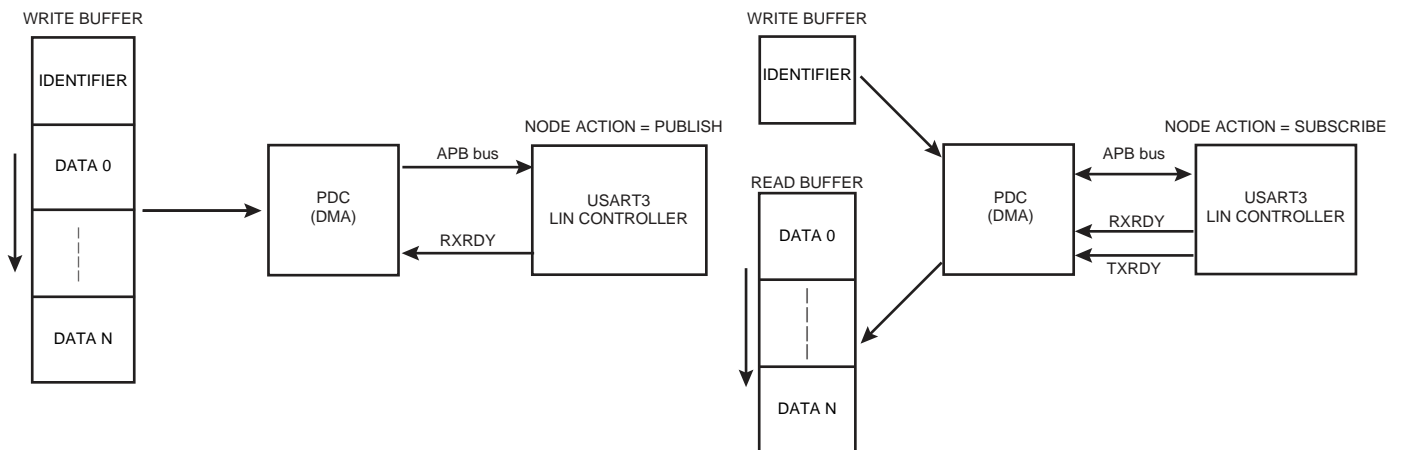 WRITE BUFFER
IDENTIFIER
DATA 0
DATA N
PDC
(DMA)
APB bus
RXRDY
NODE ACTION = PUBLISH
USART3
LIN CONTROLLER
WRITE BUFFER
IDENTIFIER
READ BUFFER
DATA 0
DATA N
PDC
(DMA)
APB bus
RXRDY
TXRDY
NODE ACTION = SUBSCRIBE
USART3
LIN CONTROLLER